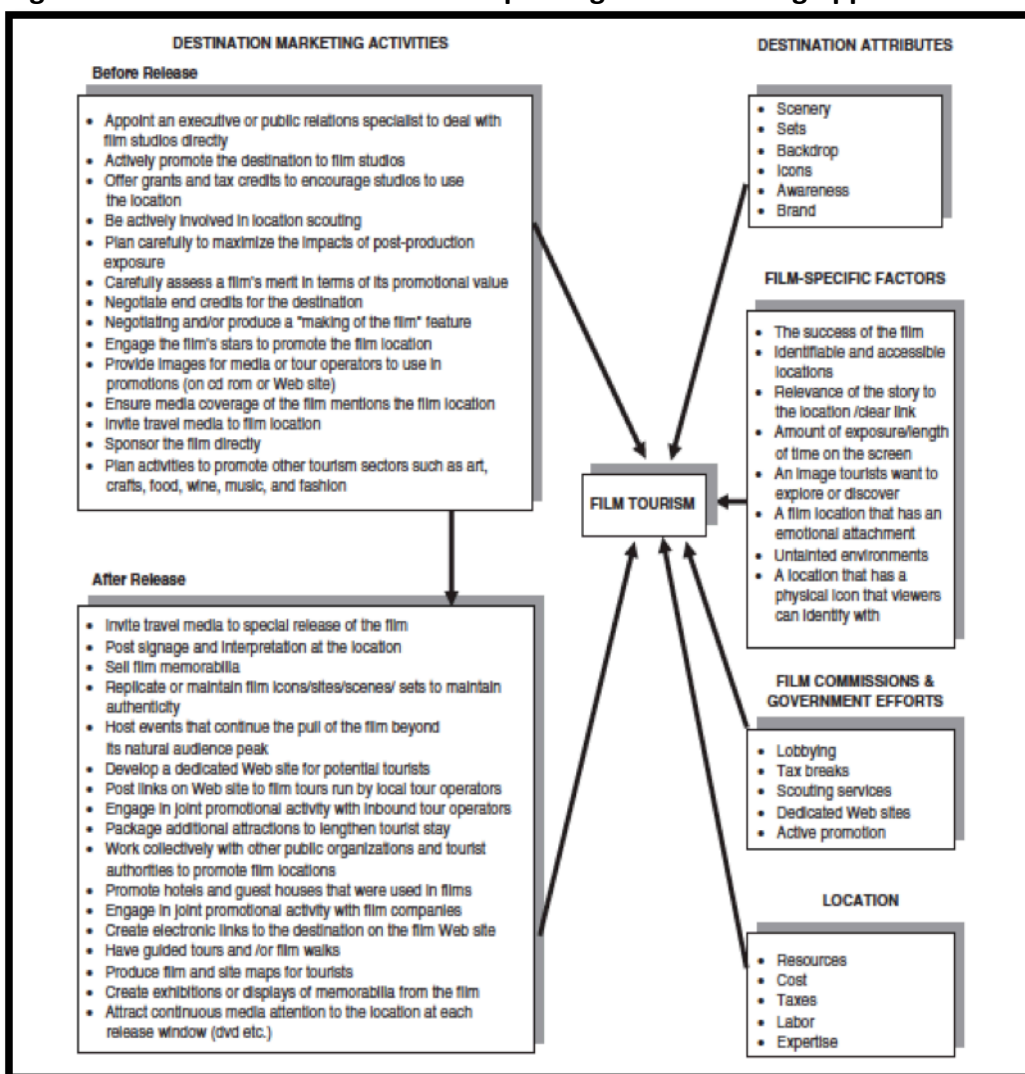 DESTINATION MARKETING ACTIVITIES
Before Release
• Appoint an executive or public relations specialist to deal with
film studios directly
• Actively promote the destination to film studios
• Offer grants and tax credits to encourage studios to use
the location
• Be actively involved in location scouting
• Plan carefully to maximize the impacts of post-production
exposure
• Carefully assess a film's merit in terms of its promotional value
• Negotiate end credits for the destination
• Negotiating and/or produce a "making of the film" feature
• Engage the film's stars to promote the film location
• Provide images for media or tour operators to use in
promotions (on cd rom or Web site)
• Ensure media coverage of the film mentions the film location
• Invite travel media to film location
• Sponsor the film directly
• Plan activities to promote other tourism sectors such as art,
crafts, food, wine, music, and fashion
After Release
• Invite travel media to special release of the film
• Post signage and interpretation at the location
• Sell film memorabilia
• Replicate or maintain film icons/sites/scenes/ sets to maintain
authenticity
• Host events that continue the pull of the film beyond
its natural audience peak
• Develop a dedicated Web site for potential tourists
• Post links on Web site to film tours run by local tour operators
• Engage in joint promotional activity with inbound tour operators
• Package additional attractions to lengthen tourist stay
• Work collectively with other public organizations and tourist
authorities to promote film locations
• Promote hotels and guest houses that were used in films
• Engage in joint promotional activity with film companies
• Create electronic links to the destination on the film Web site
• Have guided tours and /or film walks
• Produce film and site maps for tourists
• Create exhibitions or displays of memorabilia from the film
• Attract continuous media attention to the location at each
release window (dvd etc.)
FILM TOURISM
DESTINATION ATTRIBUTES
• Scenery
• Sets
• Backdrop
• Icons
• Awareness
• Brand
FILM-SPECIFIC FACTORS
• The success of the film
• Identifiable and accessible
locations
• Relevance of the story to
the location /clear link
• Amount of exposure/length
of time on the screen
• An image tourists want to
explore or discover
• A film location that has an
emotional attachment
• Untainted environments
• A location that has a
physical icon that viewers
can identify with
FILM COMMISSIONS &
GOVERNMENT EFFORTS
• Lobbying
• Tax breaks
• Scouting services
• Dedicated Web sites
• Active promotion
LOCATION
• Resources
• Cost
• Taxes
• Labor
• Expertise